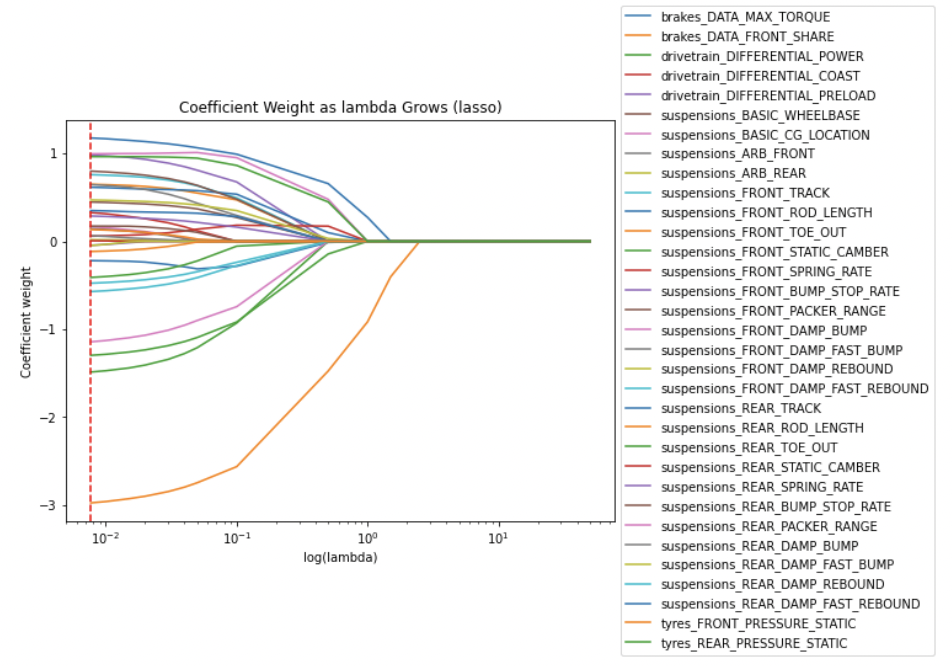 Coefficient Weight as lambda Grows (lasso)
Coefficient weight
1
0
−1
−2
−3
10⁻²
10⁻¹
10⁰
10¹
log(lambda)
brakes_DATA_MAX_TORQUE
brakes_DATA_FRONT_SHARE
drivetrain_DIFFERENTIAL_POWER
drivetrain_DIFFERENTIAL_COAST
drivetrain_DIFFERENTIAL_PRELOAD
suspensions_BASIC_WHEELBASE
suspensions_BASIC_CG_LOCATION
suspensions_ARB_FRONT
suspensions_ARB_REAR
suspensions_FRONT_TRACK
suspensions_FRONT_ROD_LENGTH
suspensions_FRONT_TOE_OUT
suspensions_FRONT_STATIC_CAMBER
suspensions_FRONT_SPRING_RATE
suspensions_FRONT_BUMP_STOP_RATE
suspensions_FRONT_PACKER_RANGE
suspensions_FRONT_DAMP_BUMP
suspensions_FRONT_DAMP_FAST_BUMP
suspensions_FRONT_DAMP_REBOUND
suspensions_FRONT_DAMP_FAST_REBOUND
suspensions_REAR_TRACK
suspensions_REAR_ROD_LENGTH
suspensions_REAR_TOE_OUT
suspensions_REAR_STATIC_CAMBER
suspensions_REAR_SPRING_RATE
suspensions_REAR_BUMP_STOP_RATE
suspensions_REAR_PACKER_RANGE
suspensions_REAR_DAMP_BUMP
suspensions_REAR_DAMP_FAST_BUMP
suspensions_REAR_DAMP_REBOUND
suspensions_REAR_DAMP_FAST_REBOUND
tyres_FRONT_PRESSURE_STATIC
tyres_REAR_PRESSURE_STATIC